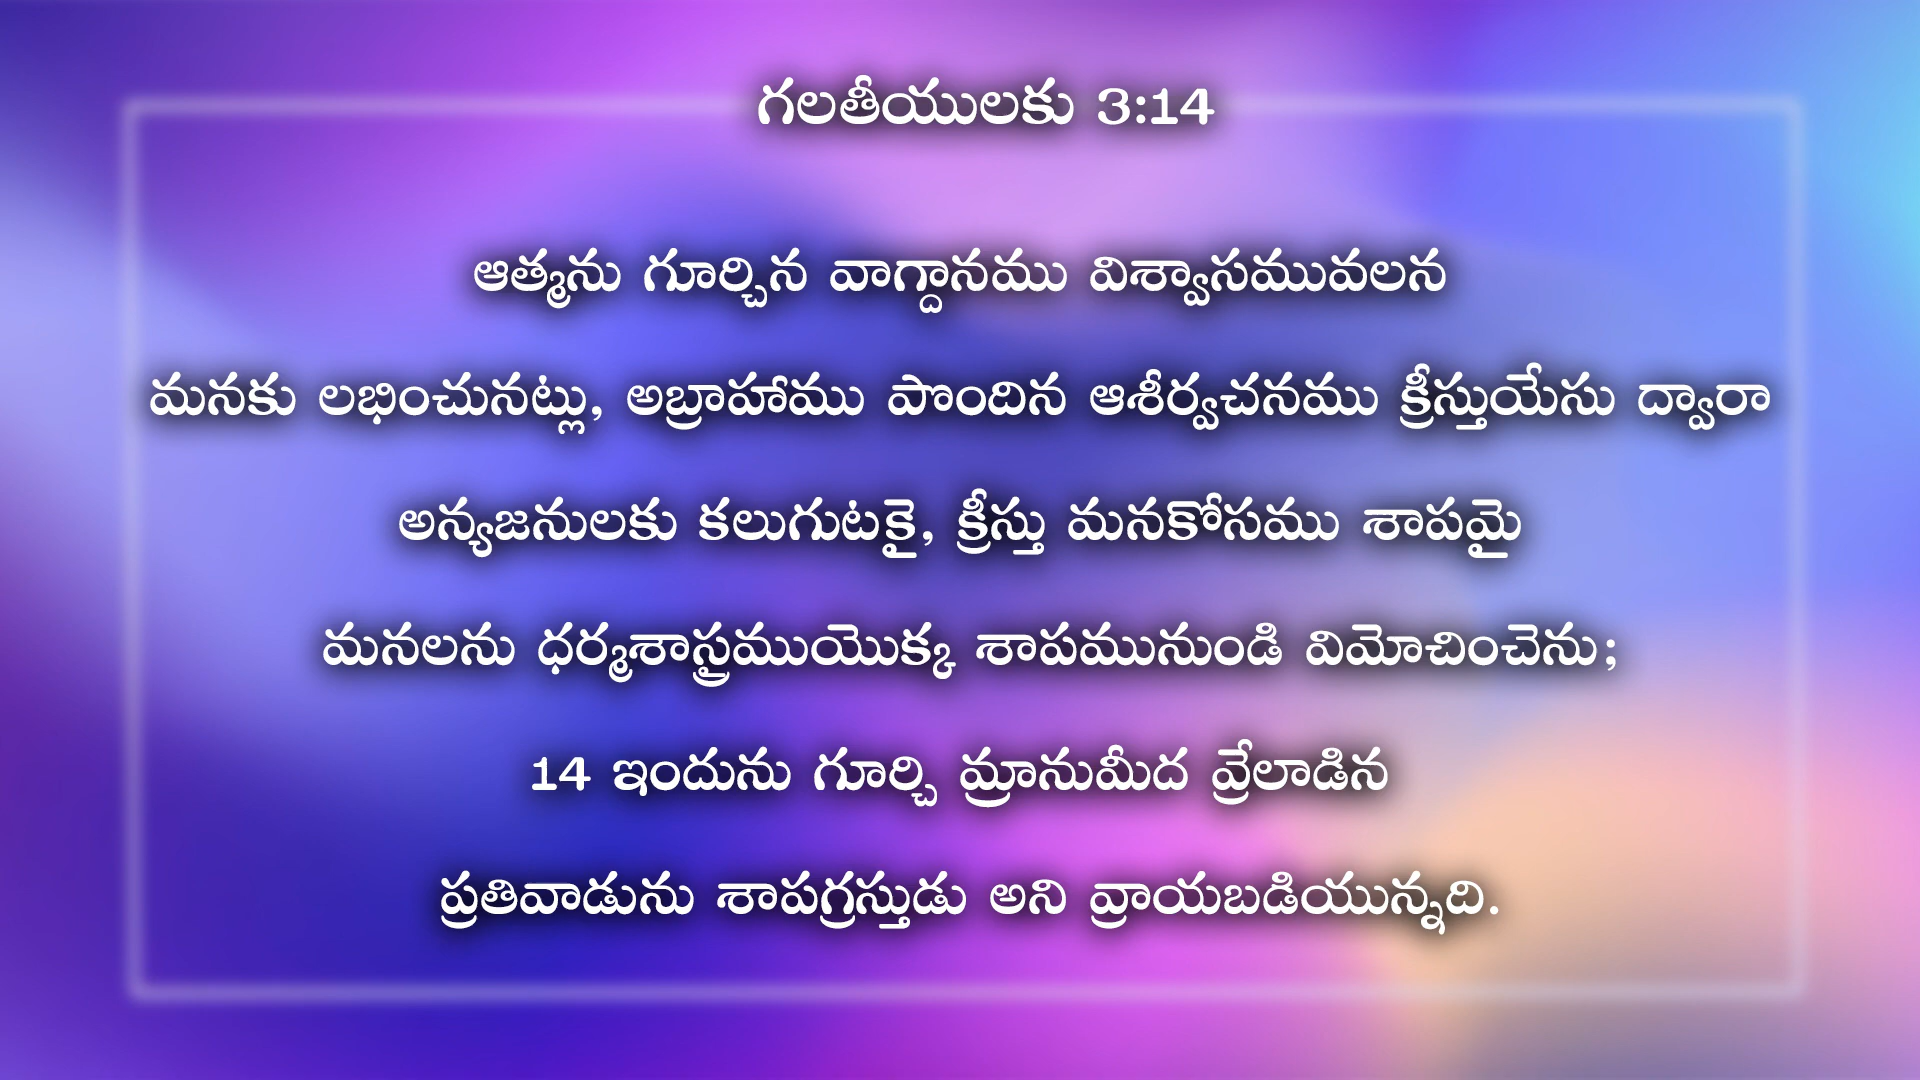 గలతీయులకు 3:14
ఆత్మను గూర్చిన వాగ్దానము విశ్వాసమువలన
మనకు లభించునట్లు, అబ్రాహాము పొందిన ఆశీర్వచనము క్రీస్తుయేసు ద్వారా
అన్యజనులకు కలుగుటకై, క్రీస్తు మనకోసము శాపమై
మనలను ధర్మశాస్త్రముయొక్క శాపమునుండి విమోచించెను;
14 ఇందును గూర్చి మ్రానుమీద వ్రేలాడిన
ప్రతివాడును శాపగ్రస్తుడు అని వ్రాయబడియున్నది.